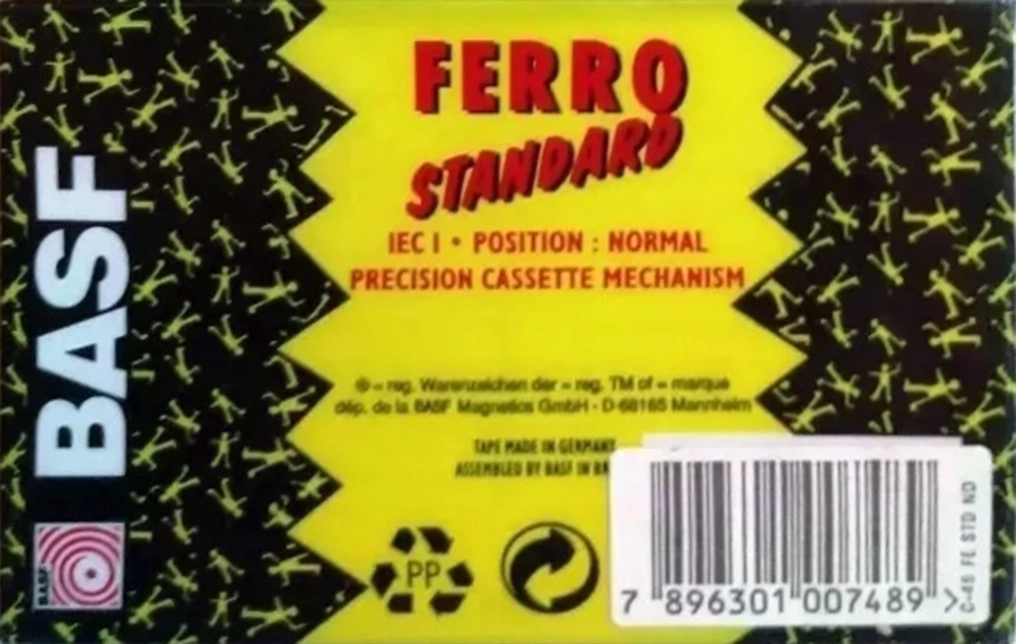 BASF
BASF
FERRO
STANDARD
IEC I • POSITION : NORMAL
PRECISION CASSETTE MECHANISM
® = reg. Warenzeichen der = reg. TM of = marque
dép. de la BASF Magnetics GmbH · D-68165 Mannheim
TAPE MADE IN GERMANY
ASSEMBLED BY BASF IN
PP
7 896301 007489 >
C-46 FE STD ND